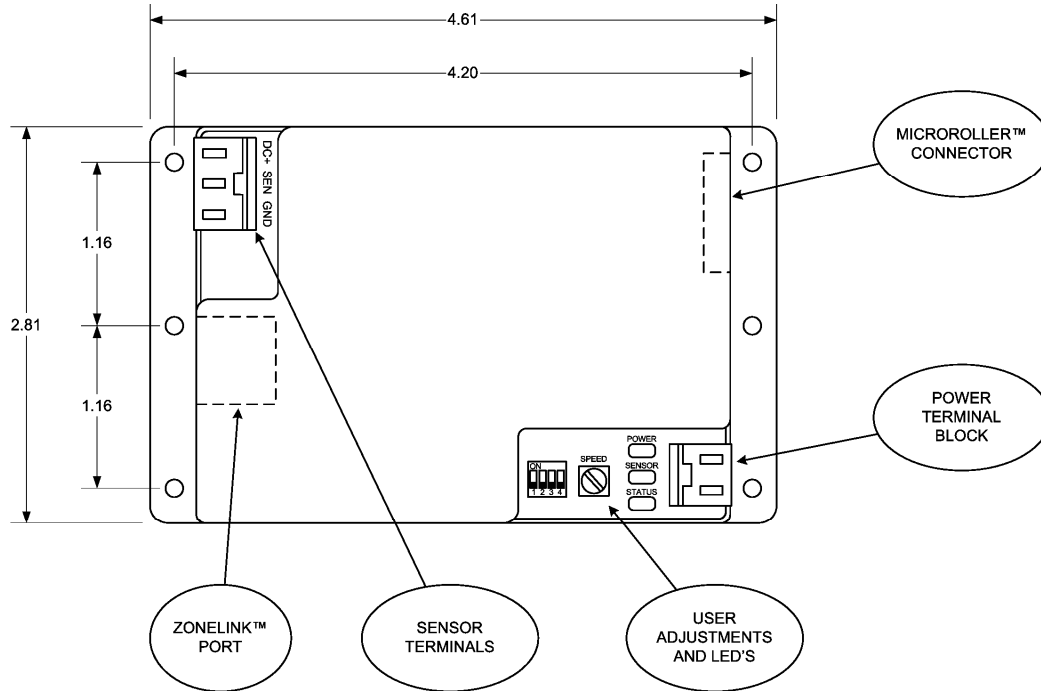 4.61
4.20
MICROROLLER™
CONNECTOR
DC+ SEN GND
1.16
2.81
1.16
POWER
TERMINAL
BLOCK
POWER
SPEED
ON
SENSOR
1 2 3 4
STATUS
ZONELINK™
PORT
SENSOR
TERMINALS
USER
ADJUSTMENTS
AND LED'S